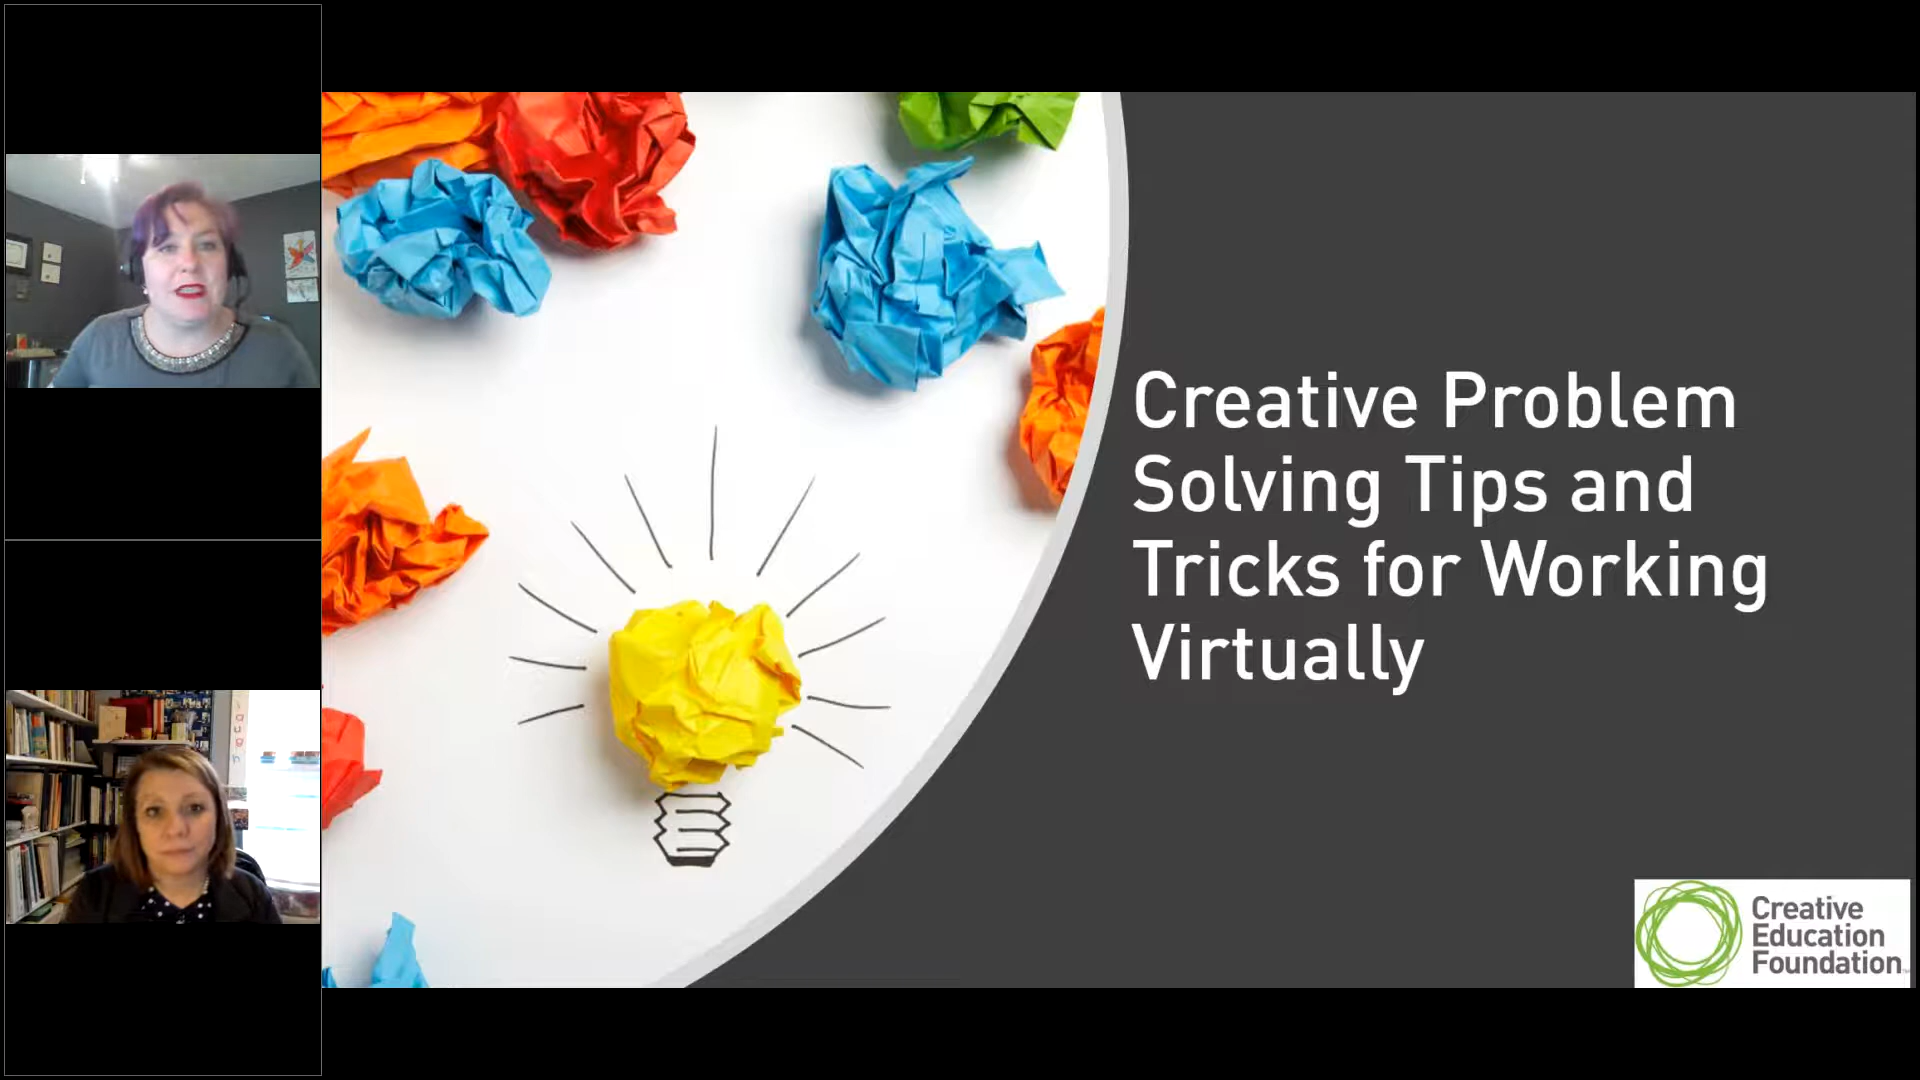 Creative Problem
Solving Tips and
Tricks for Working
Virtually
Creative
Education
Foundation